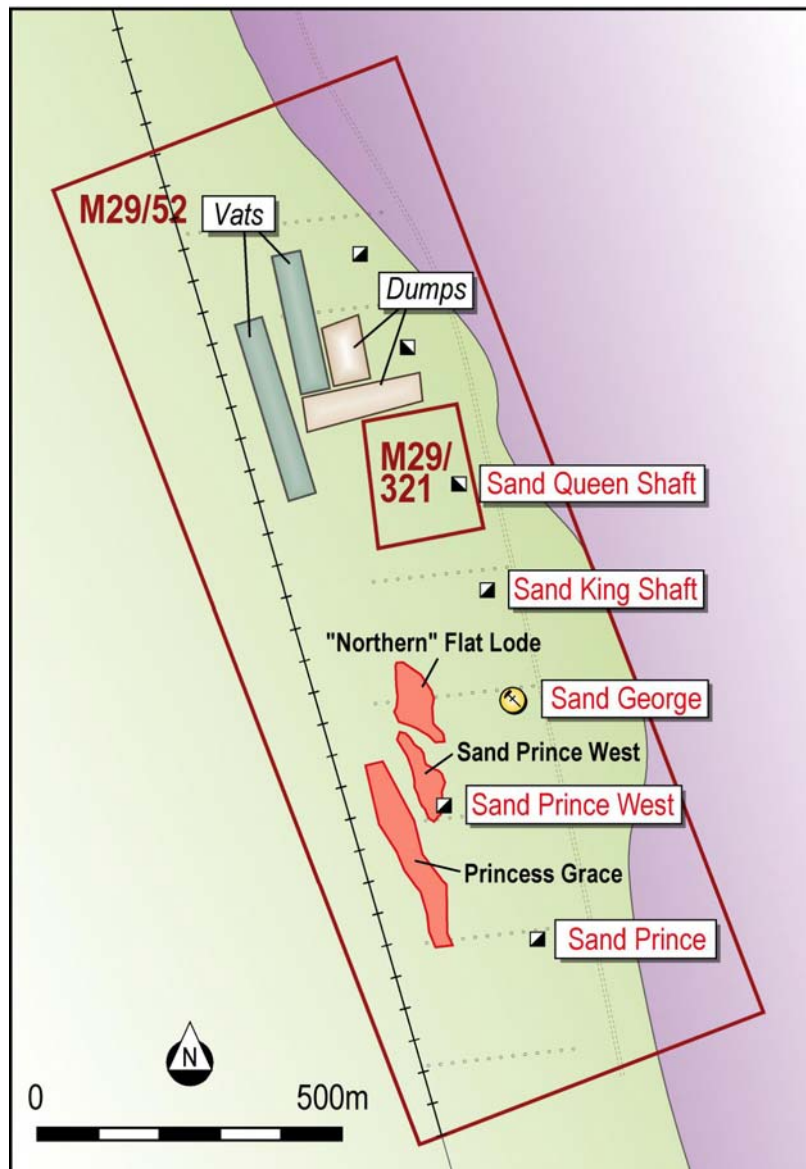 M29/52
Vats
Dumps
M29/
321
Sand Queen Shaft
Sand King Shaft
"Northern" Flat Lode
Sand George
Sand Prince West
Sand Prince West
Princess Grace
Sand Prince
N
0
500m